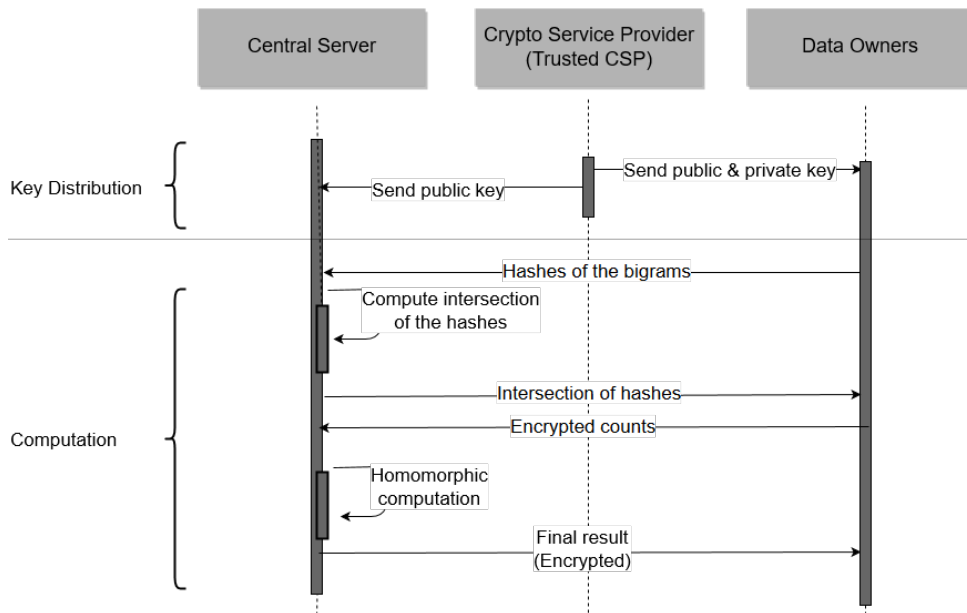 Central Server
Crypto Service Provider
(Trusted CSP)
Data Owners
Key Distribution
Send public & private key
Send public key
Hashes of the bigrams
Compute intersection
of the hashes
Intersection of hashes
Encrypted counts
Computation
Homomorphic
computation
Final result
(Encrypted)